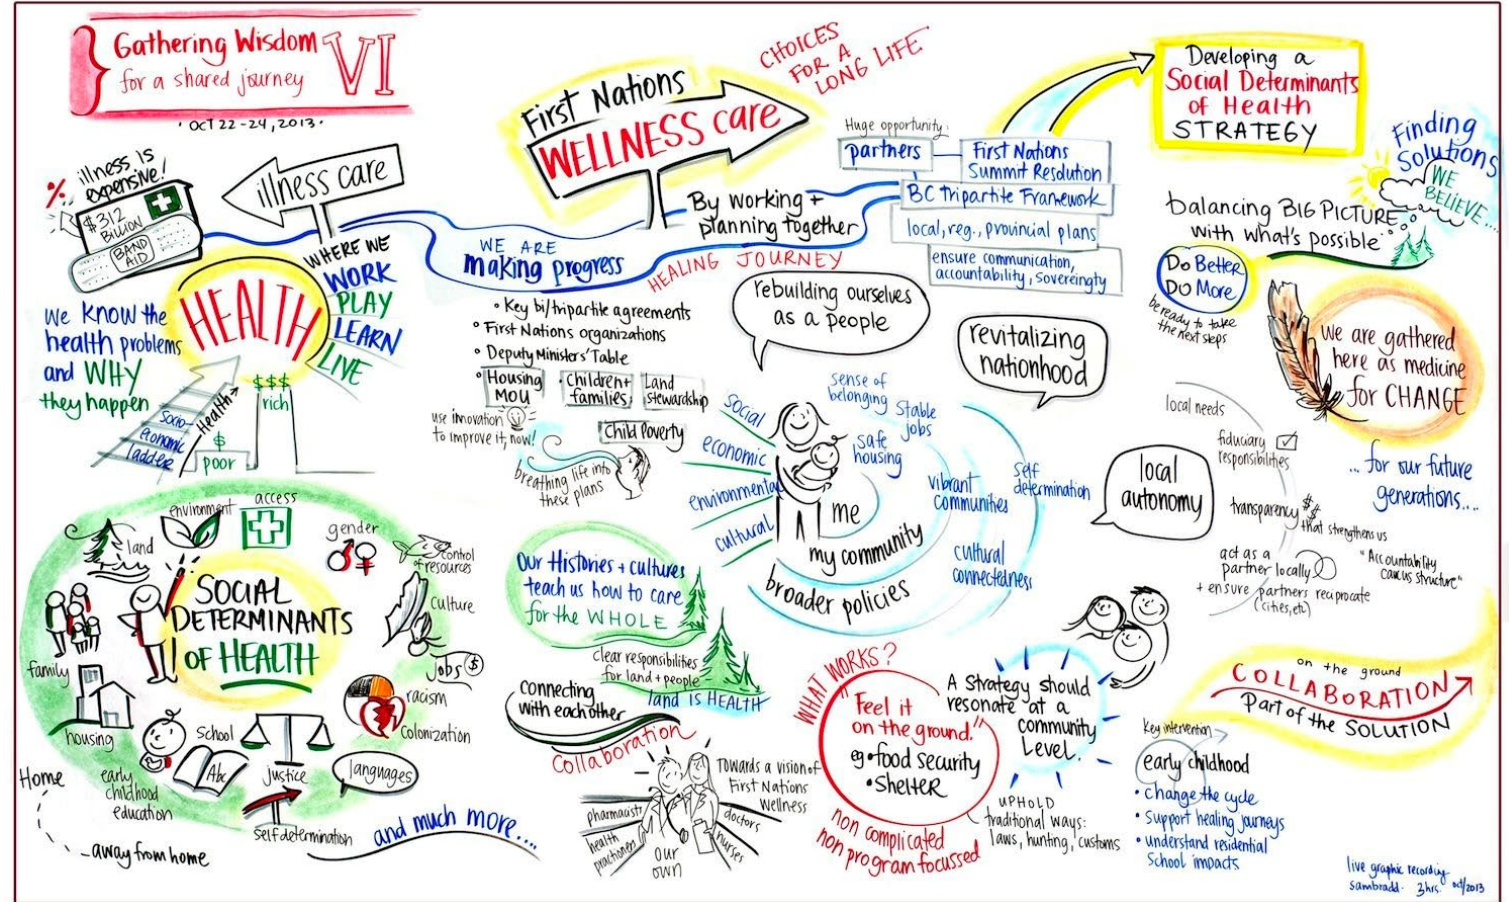 Gathering Wisdom
for a shared journey
VI
· OCT 22-24, 2013 ·
illness is
expensive!
%
$312
BILLION
BAND
AID
illness care
HEALTH
WHERE WE
WORK
PLAY
LEARN
LIVE
we know the
health problems
and WHY
they happen
Socio-
economic
ladder
Health
$
poor
$$$
rich
First Nations
WELLNESS care
CHOICES
FOR A
LONG LIFE
WE ARE
making progress
By working +
planning together
HEALING JOURNEY
Huge opportunity:
partners
First Nations
Summit Resolution
BC Tripartite Framework
local, reg., provincial plans
ensure communication,
accountability, sovereingty
Developing a
Social Determinants
of Health
STRATEGY
Finding
Solutions
WE
BELIEVE...
balancing BIG PICTURE
with what's possible
Do Better
Do More
be ready to take
the next steps
we are gathered
here as medicine
for CHANGE
... for our future
generations....
• Key bi/tripartite agreements
• First Nations organizations
• Deputy Ministers' Table
• Housing
MOU
Children +
families
Land
stewardship
Child Poverty
use innovation
to improve it, now!
breathing life into
these plans
rebuilding ourselves
as a people
revitalizing
nationhood
social
economic
environmental
cultural
sense of
belonging
Stable
jobs
safe
housing
vibrant
communities
self
determination
cultural
connectedness
me
my community
broader policies
local needs
fiduciary
responsibilities
local
autonomy
transparency
$$
that strengthens us
act as a
partner locally
+ ensure partners reciprocate
(cities, etc)
"Accountability
caucus structure"
SOCIAL
DETERMINANTS
OF HEALTH
environment
access
gender
control
of resources
culture
jobs $
racism
Colonization
languages
justice
self determination
School
Abc
early
childhood
education
housing
family
land
Home
...away from home
and much more...
Our Histories + cultures
teach us how to care
for the WHOLE
clear responsibilities
for land + people
land is HEALTH
Connecting
with each other
Collaboration
pharmacists
health
practioners
our
own
doctors
nurses
Towards a vision of
First Nations
Wellness
WHAT WORKS?
"Feel it
on the ground."
eg • food security
• Shelter
non complicated
non program focussed
A Strategy should
resonate at a
community
Level.
UPHOLD
traditional ways:
laws, hunting, customs
on the ground
COLLABORATION
Part of the SOLUTION
Key intervention
early childhood
• change the cycle
• support healing journeys
• understand residential
School impacts
live graphic recording
sambradd. 3hrs. oct/2013